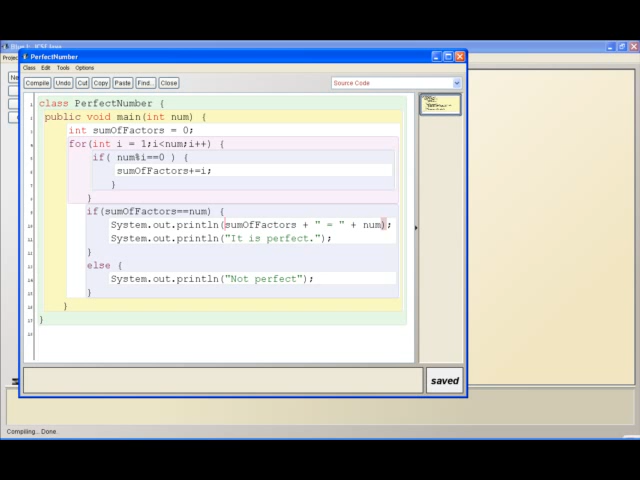 BlueJ: ICSE Java
PerfectNumber
Class Edit Tools Options
Compile Undo Cut Copy Paste Find... Close
Source Code
class PerfectNumber {
public void main(int num) {
int sumOfFactors = 0;
for(int i = 1;i<num;i++) {
if( num%i==0 ) {
sumOfFactors+=i;
}
}
if(sumOfFactors==num) {
System.out.println(sumOfFactors + " = " + num);
System.out.println("It is perfect.");
}
else {
System.out.println("Not perfect");
}
}
}
saved
Compiling... Done.